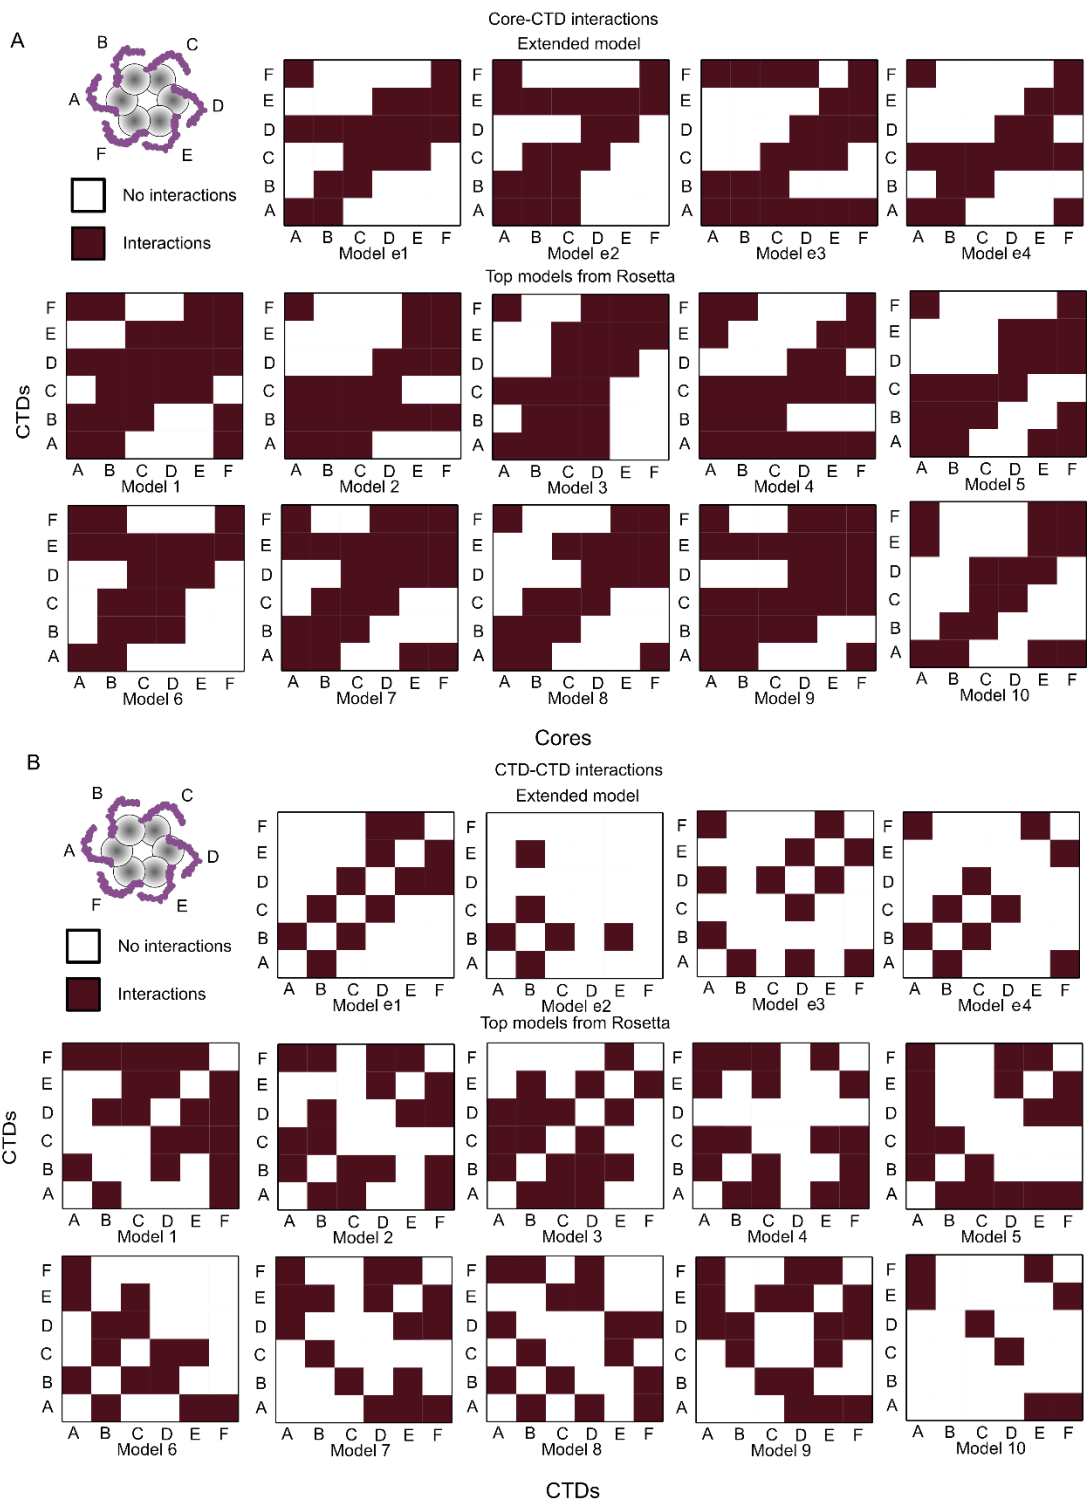 A
Core-CTD interactions
Extended model
B
C
A
D
F
E
No interactions
Interactions
F
E
D
C
B
A
A B C D E F
Model e1
F
E
D
C
B
A
A B C D E F
Model e2
F
E
D
C
B
A
A B C D E F
Model e3
F
E
D
C
B
A
A B C D E F
Model e4
Top models from Rosetta
CTDs
F
E
D
C
B
A
A B C D E F
Model 1
F
E
D
C
B
A
A B C D E F
Model 2
F
E
D
C
B
A
A B C D E F
Model 3
F
E
D
C
B
A
A B C D E F
Model 4
F
E
D
C
B
A
A B C D E F
Model 5
F
E
D
C
B
A
A B C D E F
Model 6
F
E
D
C
B
A
A B C D E F
Model 7
F
E
D
C
B
A
A B C D E F
Model 8
F
E
D
C
B
A
A B C D E F
Model 9
F
E
D
C
B
A
A B C D E F
Model 10
Cores
B
CTD-CTD interactions
Extended model
B
C
A
D
F
E
No interactions
Interactions
F
E
D
C
B
A
A B C D E F
Model e1
F
E
D
C
B
A
A B C D E F
Model e2
F
E
D
C
B
A
A B C D E F
Model e3
F
E
D
C
B
A
A B C D E F
Model e4
Top models from Rosetta
CTDs
F
E
D
C
B
A
A B C D E F
Model 1
F
E
D
C
B
A
A B C D E F
Model 2
F
E
D
C
B
A
A B C D E F
Model 3
F
E
D
C
B
A
A B C D E F
Model 4
F
E
D
C
B
A
A B C D E F
Model 5
F
E
D
C
B
A
A B C D E F
Model 6
F
E
D
C
B
A
A B C D E F
Model 7
F
E
D
C
B
A
A B C D E F
Model 8
F
E
D
C
B
A
A B C D E F
Model 9
F
E
D
C
B
A
A B C D E F
Model 10
CTDs